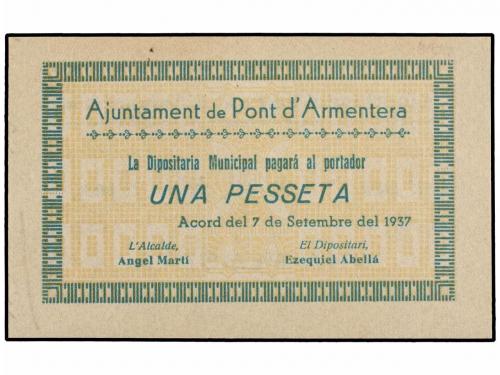 Ajuntament de Pont d'Armentera
La Dipositaria Municipal pagará al portador
UNA PESSETA
Acord del 7 de Setembre del 1937
L'Alcalde, El Dipositari,
Angel Martí Ezequiel Abellá